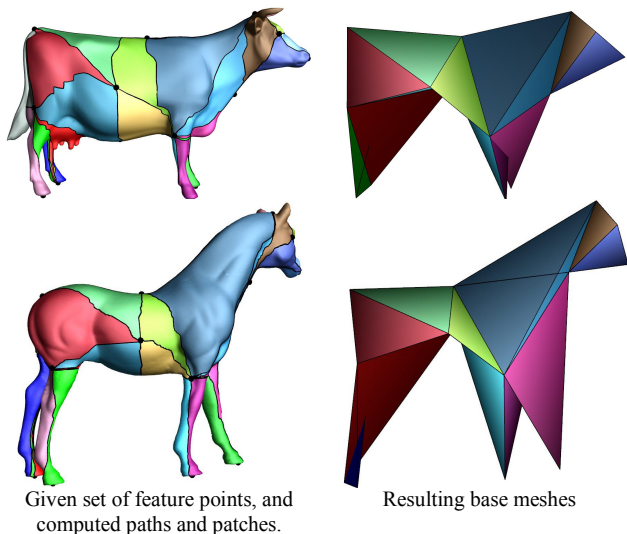 Given set of feature points, and
computed paths and patches.
Resulting base meshes